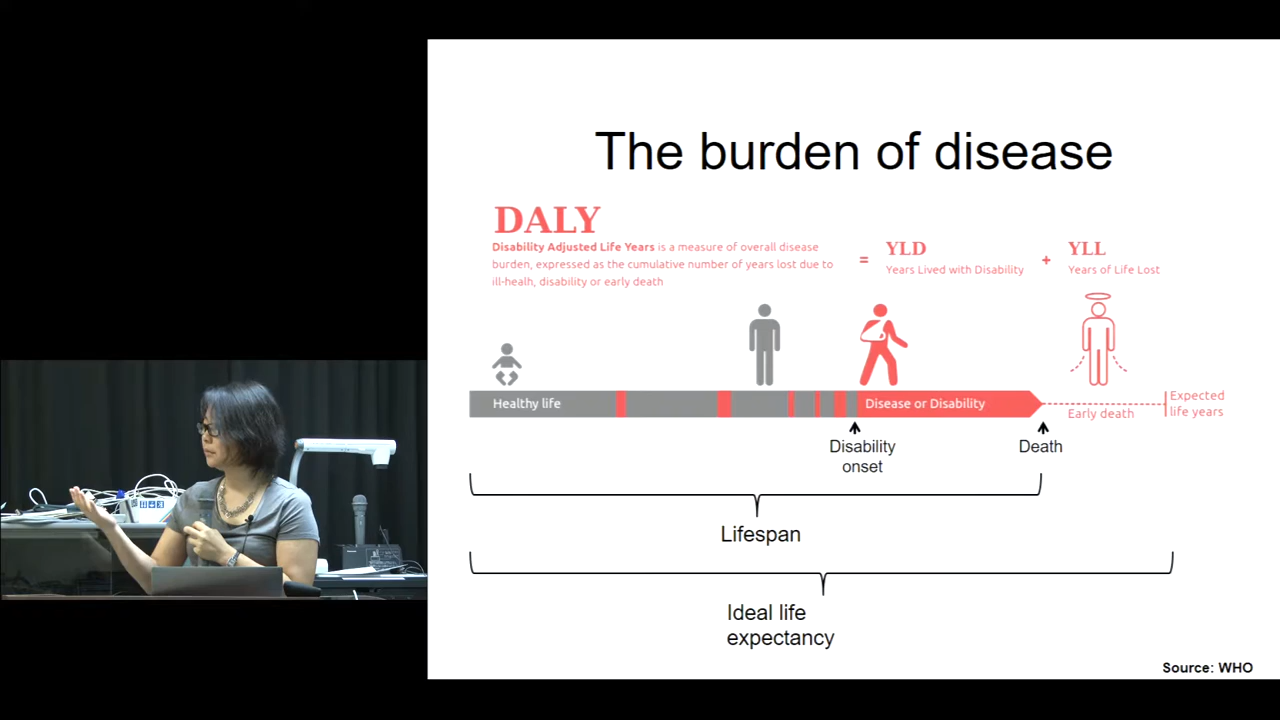 The burden of disease
DALY
Disability Adjusted Life Years is a measure of overall disease
burden, expressed as the cumulative number of years lost due to
ill-healh, disability or early death
=
YLD
Years Lived with Disability
+
YLL
Years of Life Lost
Healthy life
Disease or Disability
Early death
Expected
life years
Disability
onset
Death
Lifespan
Ideal life
expectancy
Source: WHO